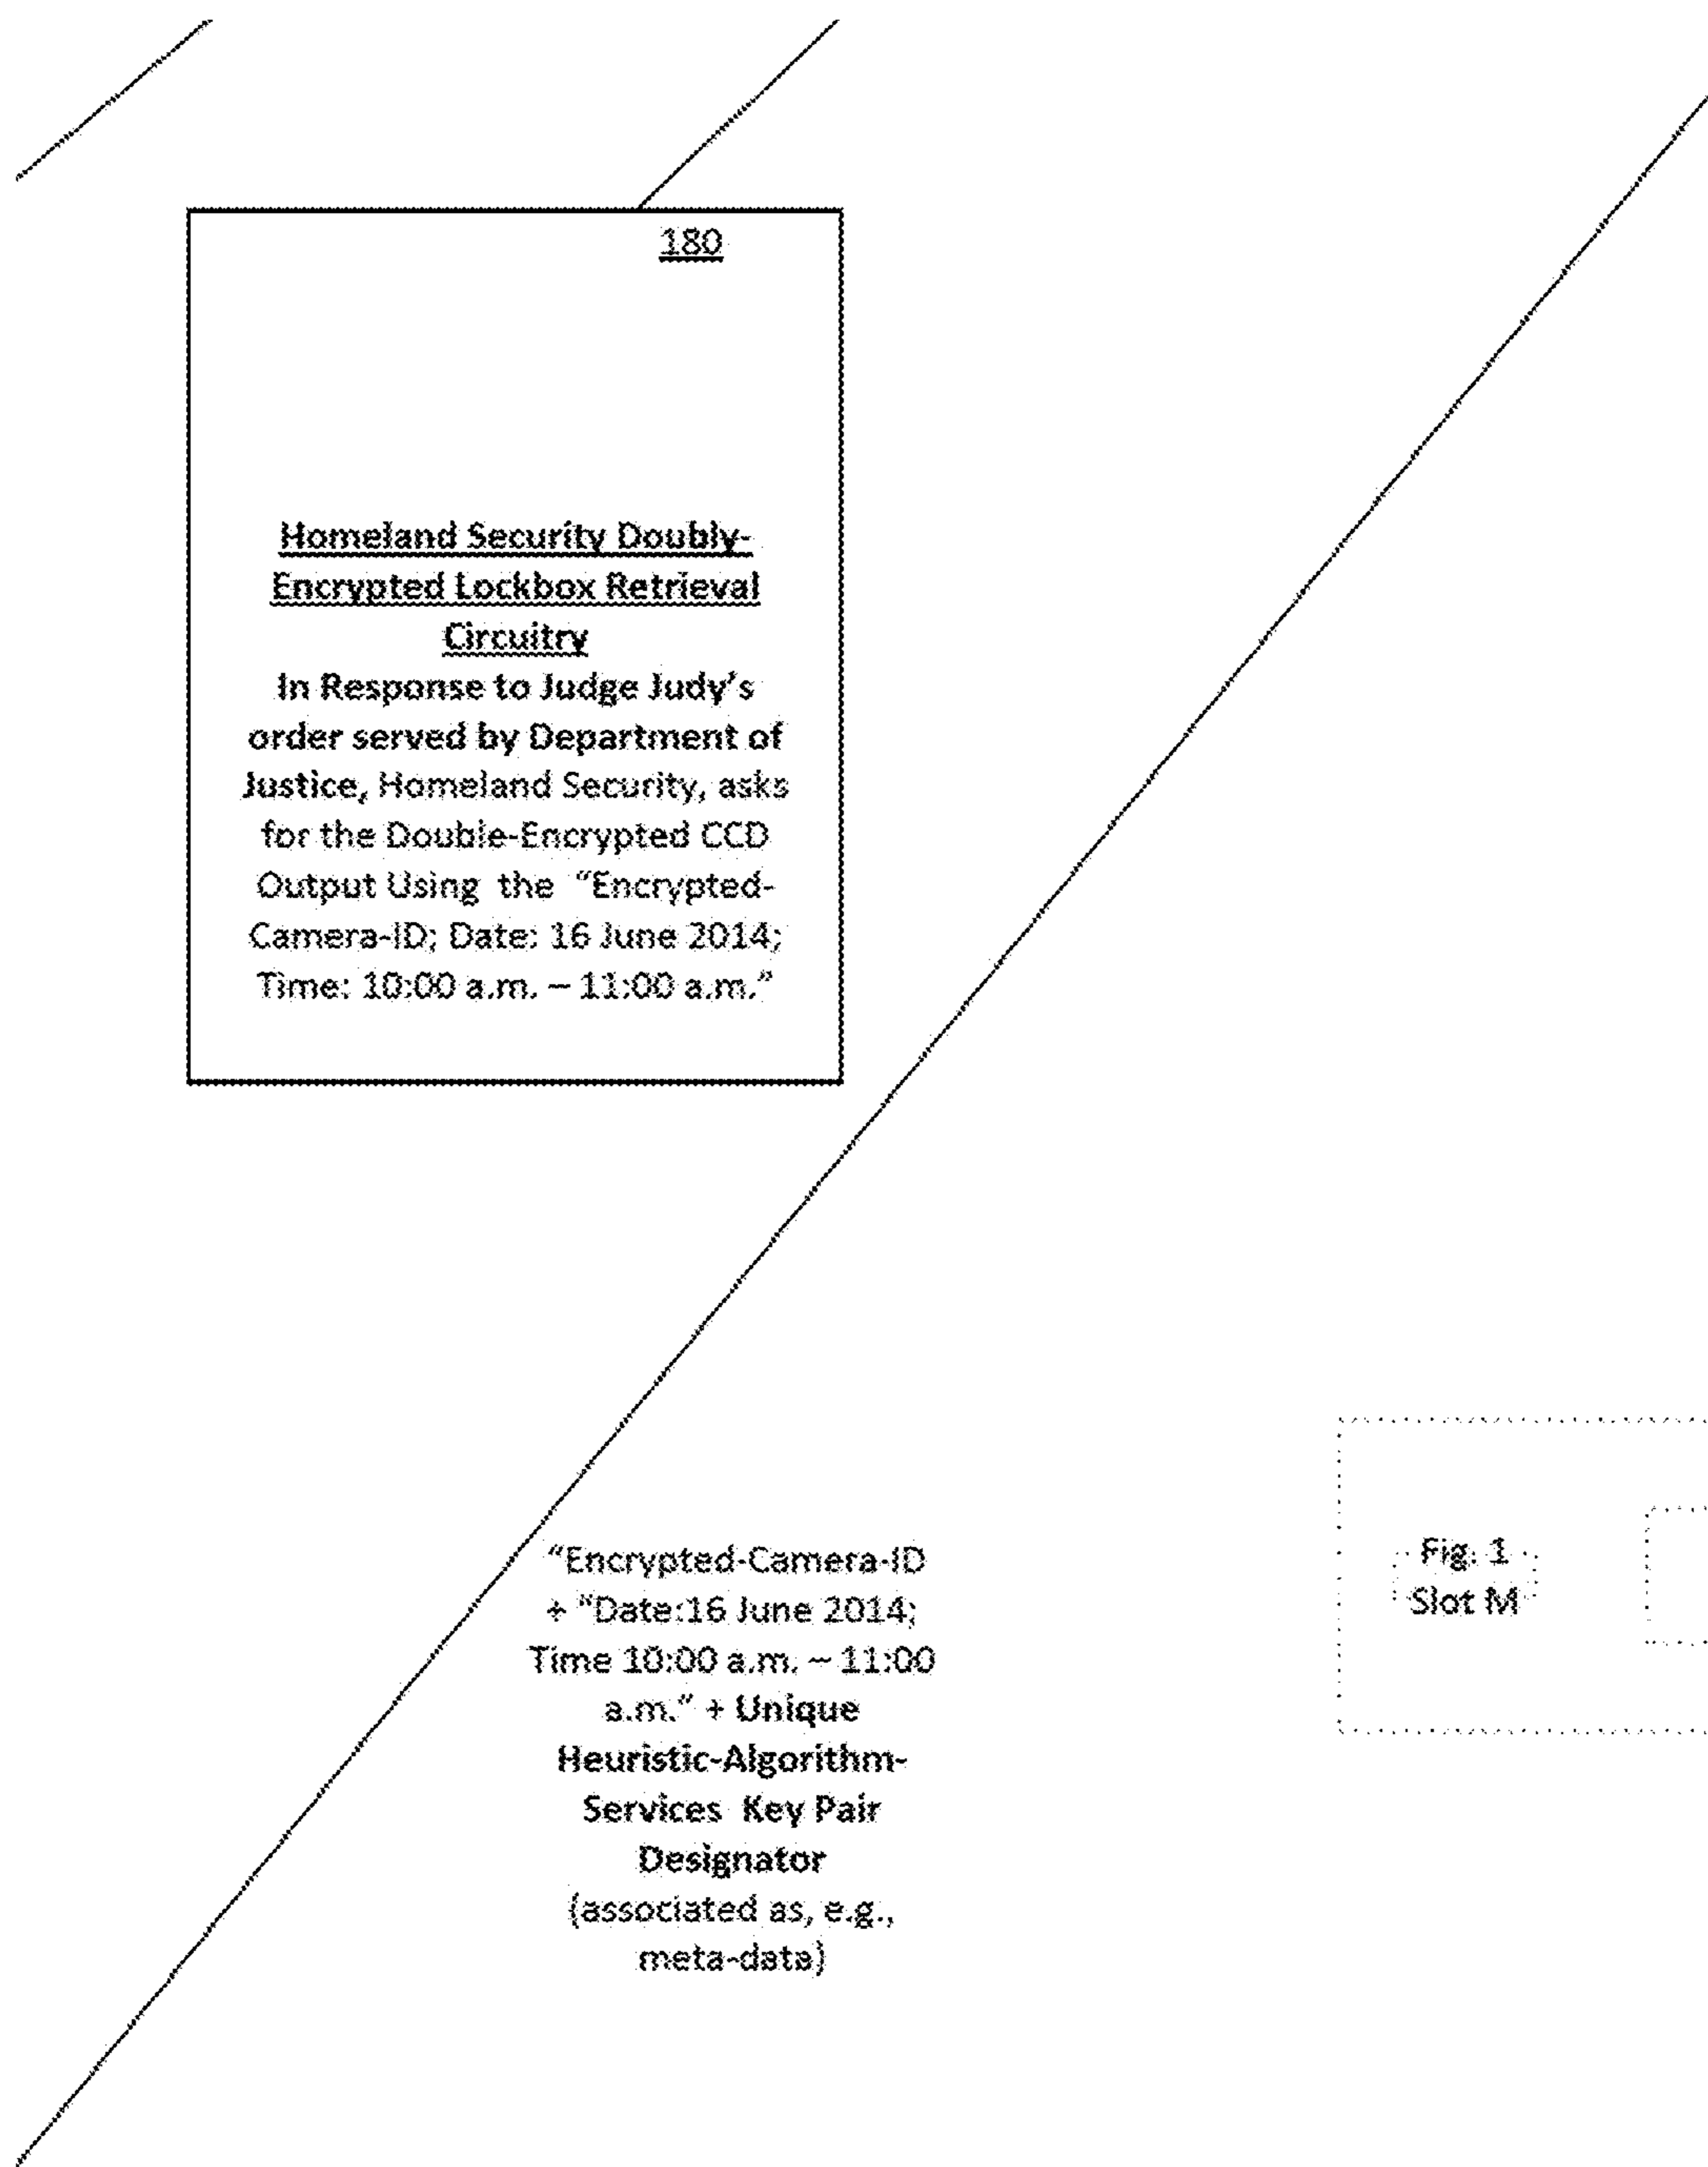 180
Homeland Security Doubly-
Encrypted Lockbox Retrieval
Circuitry
In Response to Judge Judy's
order served by Department of
Justice, Homeland Security, asks
for the Double-Encrypted CCD
Output Using the “Encrypted-
Camera-ID; Date: 16 June 2014;
Time: 10:00 a.m. – 11:00 a.m.”
“Encrypted-Camera-ID
+ “Date:16 June 2014;
Time 10:00 a.m. – 11:00
a.m.” + Unique
Heuristic-Algorithm-
Services Key Pair
Designator
(associated as, e.g.,
meta-data)
Fig. 1
Slot M